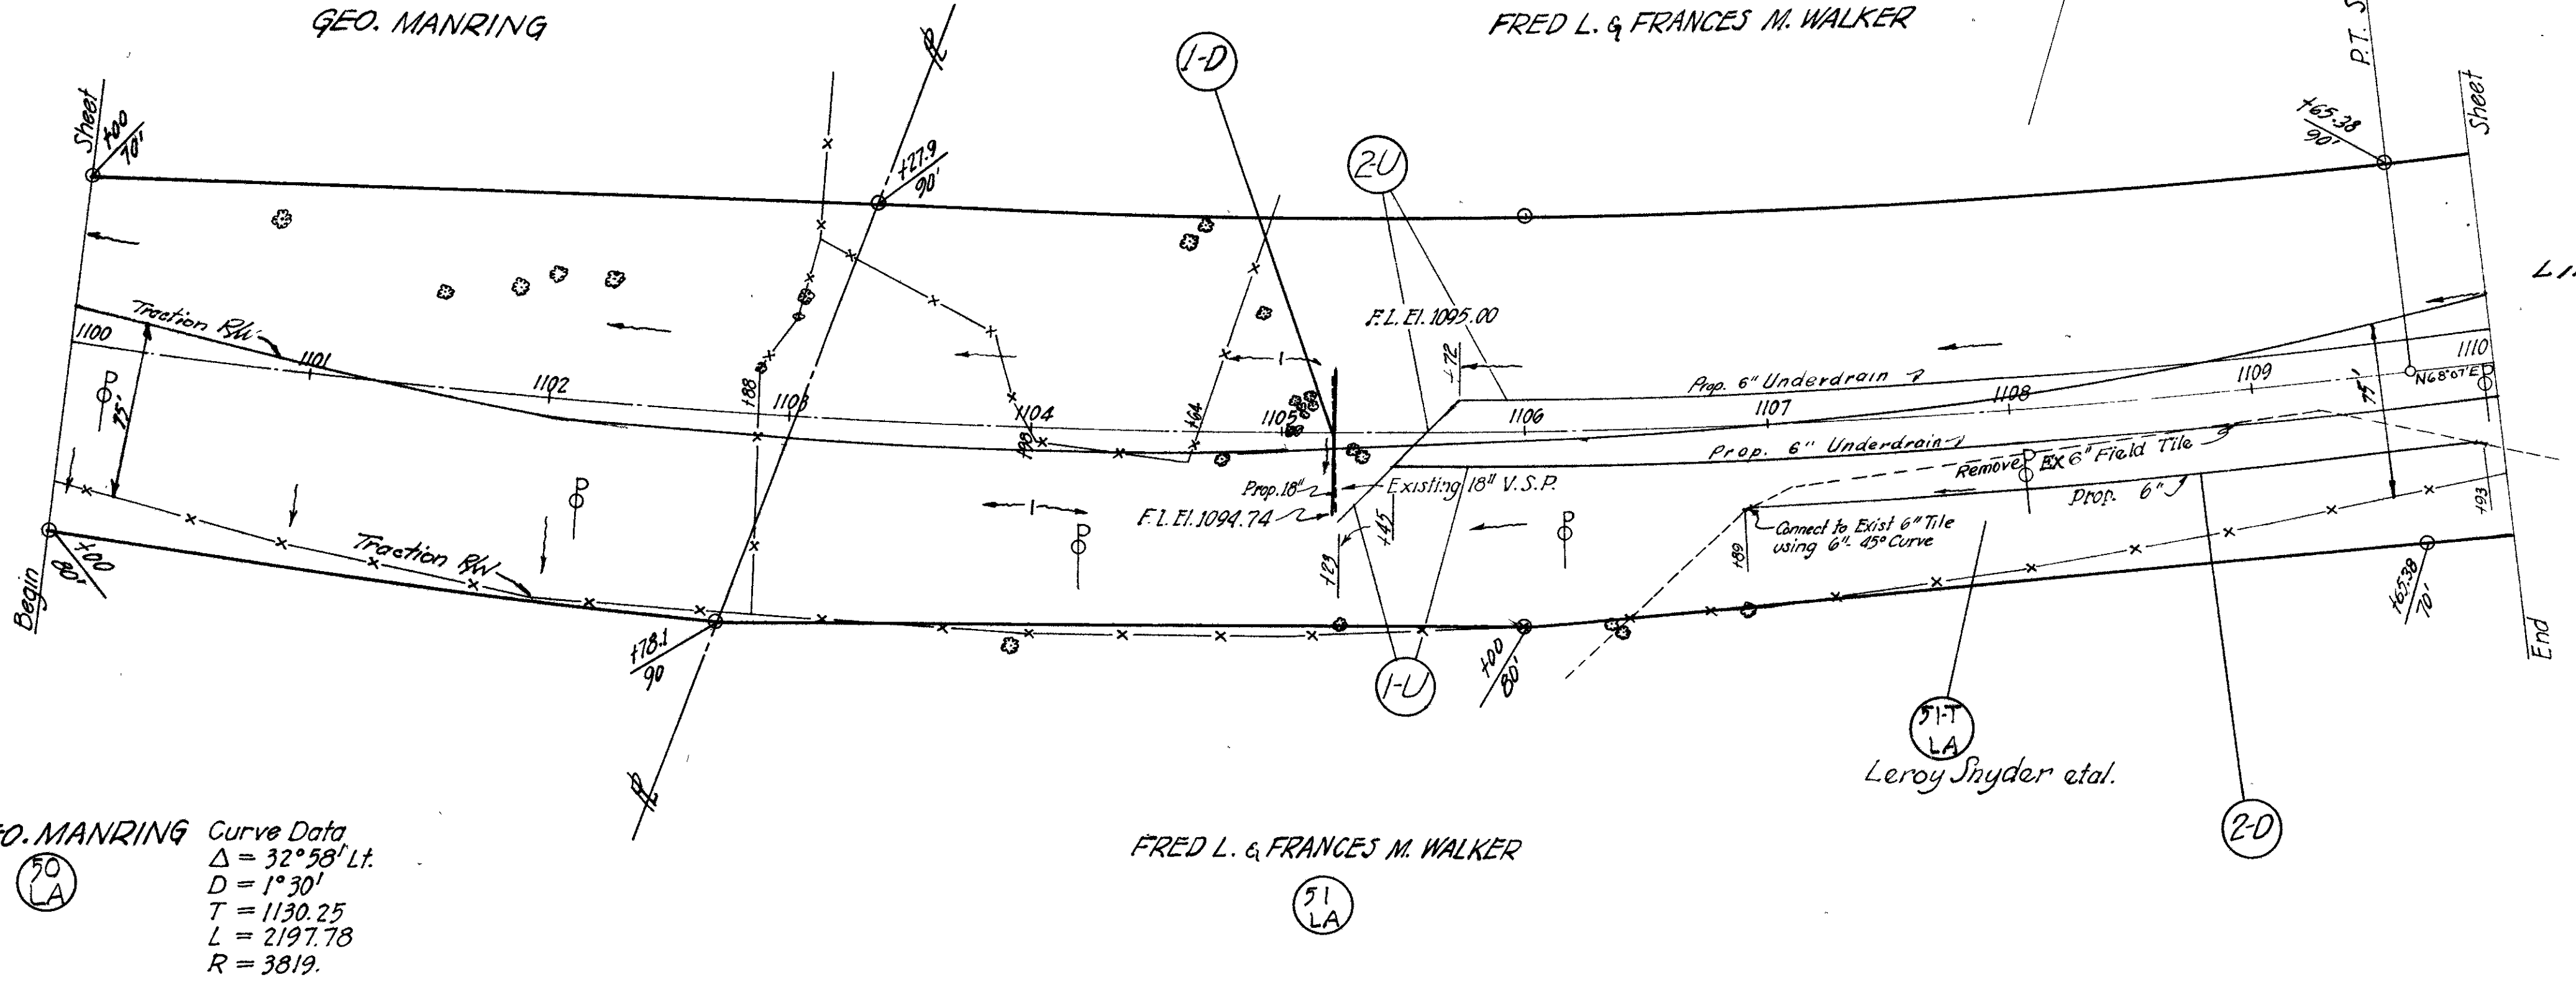 GEO. MANRING
FRED L. & FRANCES M. WALKER
P.T. S
Sheet
+00
70'
1-D
2-U
+27.9
90'
+65.38
90'
Sheet
Traction R/W
1100
1101
1102
1103
1104
1105
1106
1107
1108
1109
1110
75'
+88
+98
+64
F.L. El. 1095.00
+72
Prop. 6" Underdrain
N68°07'E
75'
Prop. 6" Underdrain
Remove EX 6" Field Tile
Prop. 6"
Prop. 18"
Existing 18" V.S.P.
F.L. El. 1094.74
+45
+23
Connect to Exist 6" Tile
using 6"- 45° Curve
+89
+93
P
P
P
P
P
P
Traction R/W
Begin
+00
80'
+78.1
90
+00
80'
+65.38
70'
End
1-U
51-T
LA
Leroy Snyder etal.
2-D
O. MANRING
50
LA
Curve Data
Δ = 32°58' Lt.
D = 1°30'
T = 1130.25
L = 2197.78
R = 3819.
FRED L. & FRANCES M. WALKER
51
LA